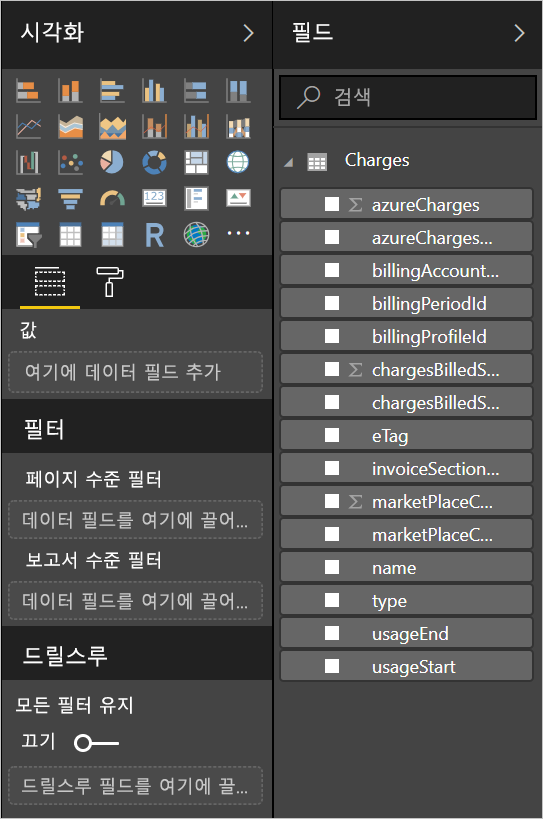 시각화
123
R
값
여기에 데이터 필드 추가
필터
페이지 수준 필터
데이터 필드를 여기에 끌어...
보고서 수준 필터
데이터 필드를 여기에 끌어...
드릴스루
모든 필터 유지
끄기
드릴스루 필드를 여기에 끌...
필드
검색
Charges
Σ azureCharges
azureCharges...
billingAccount...
billingPeriodId
billingProfileId
Σ chargesBilledS...
chargesBilledS...
eTag
invoiceSection...
Σ marketPlaceC...
marketPlaceC...
name
type
usageEnd
usageStart